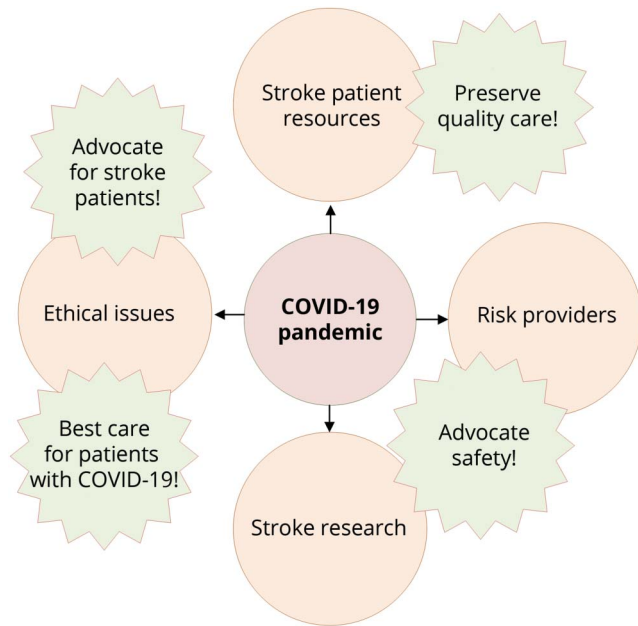 Stroke patient
resources
Preserve
quality care!
Advocate
for stroke
patients!
Ethical issues
COVID-19
pandemic
Risk providers
Best care
for patients
with COVID-19!
Advocate
safety!
Stroke research